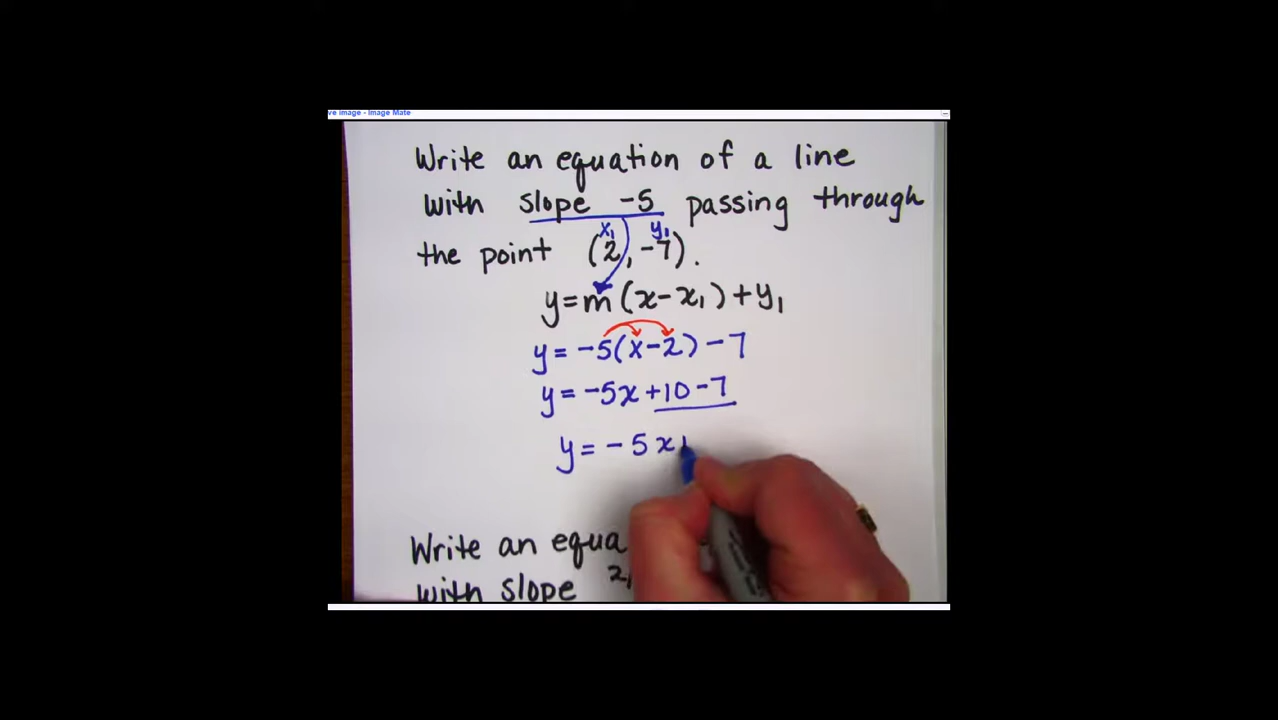 ve image - Image Mate
Write an equation of a line
with slope -5 passing through
x₁ y₁
the point (2, -7).
y=m(x-x₁)+y₁
y = -5(x-2) -7
y = -5x +10 -7
y = -5x
Write an equa
with slope